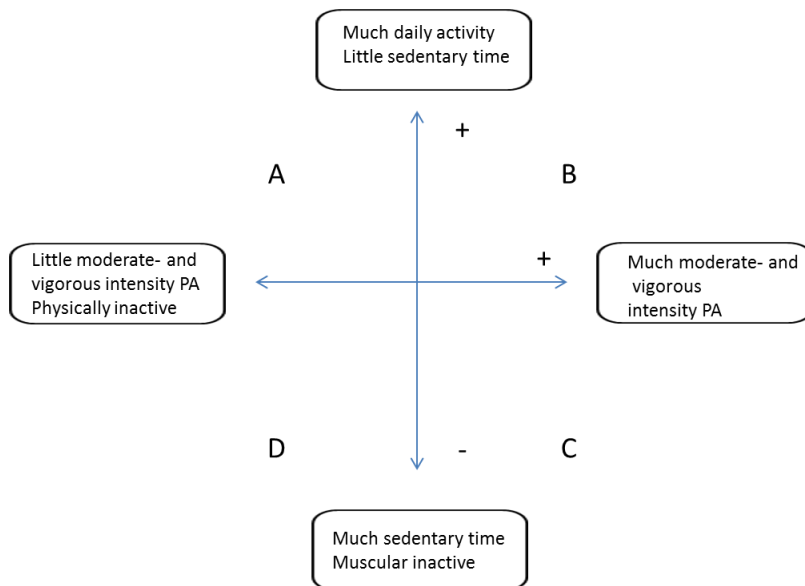 Much daily activity
Little sedentary time
+
A
B
Little moderate- and
vigorous intensity PA
Physically inactive
+
Much moderate- and
vigorous
intensity PA
D
-
C
Much sedentary time
Muscular inactive